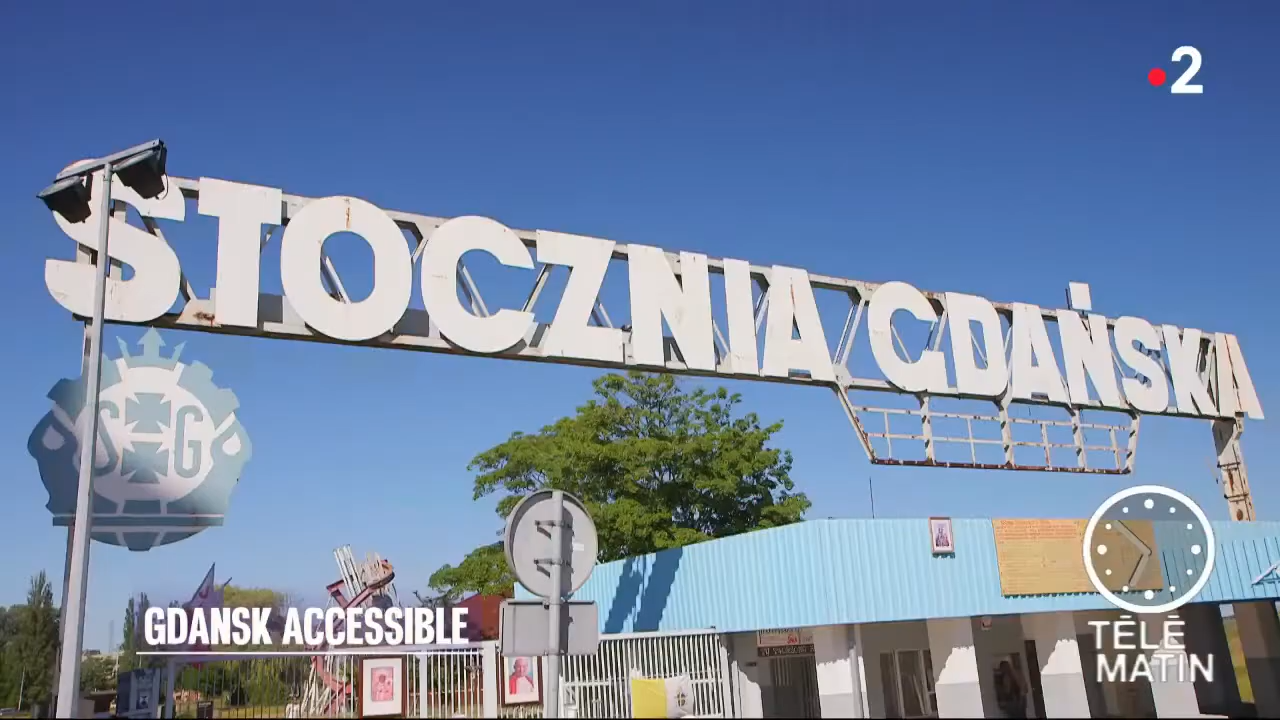 2
STOCZNIA GDAŃSKA
SG
GDANSK ACCESSIBLE
TÉLÉ
MATIN